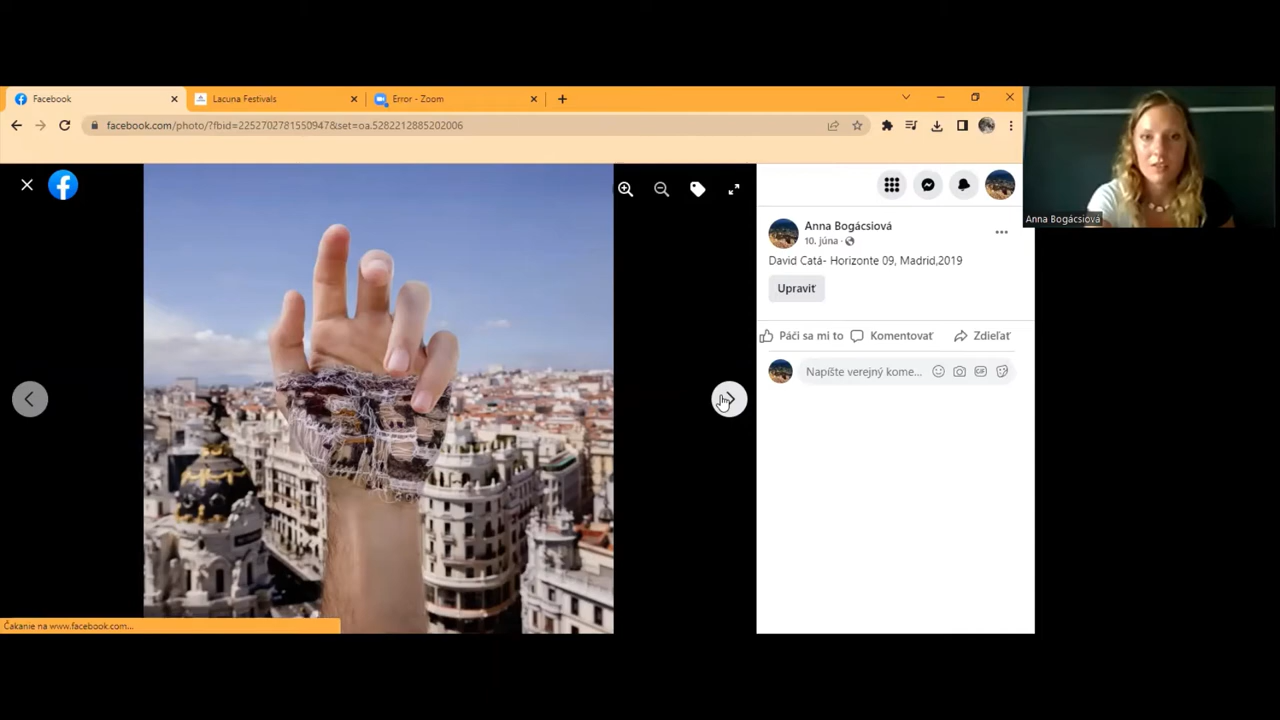 Facebook
Lacuna Festivals
Error - Zoom
facebook.com/photo/?fbid=2252702781550947&set=oa.5282212885202006
Anna Bogácsiová
10. júna
David Catá- Horizonte 09, Madrid,2019
Upraviť
Páči sa mi to
Komentovať
Zdieľať
Napíšte verejný kome...
GIF
Čakanie na www.facebook.com...
Anna Bogácsiová